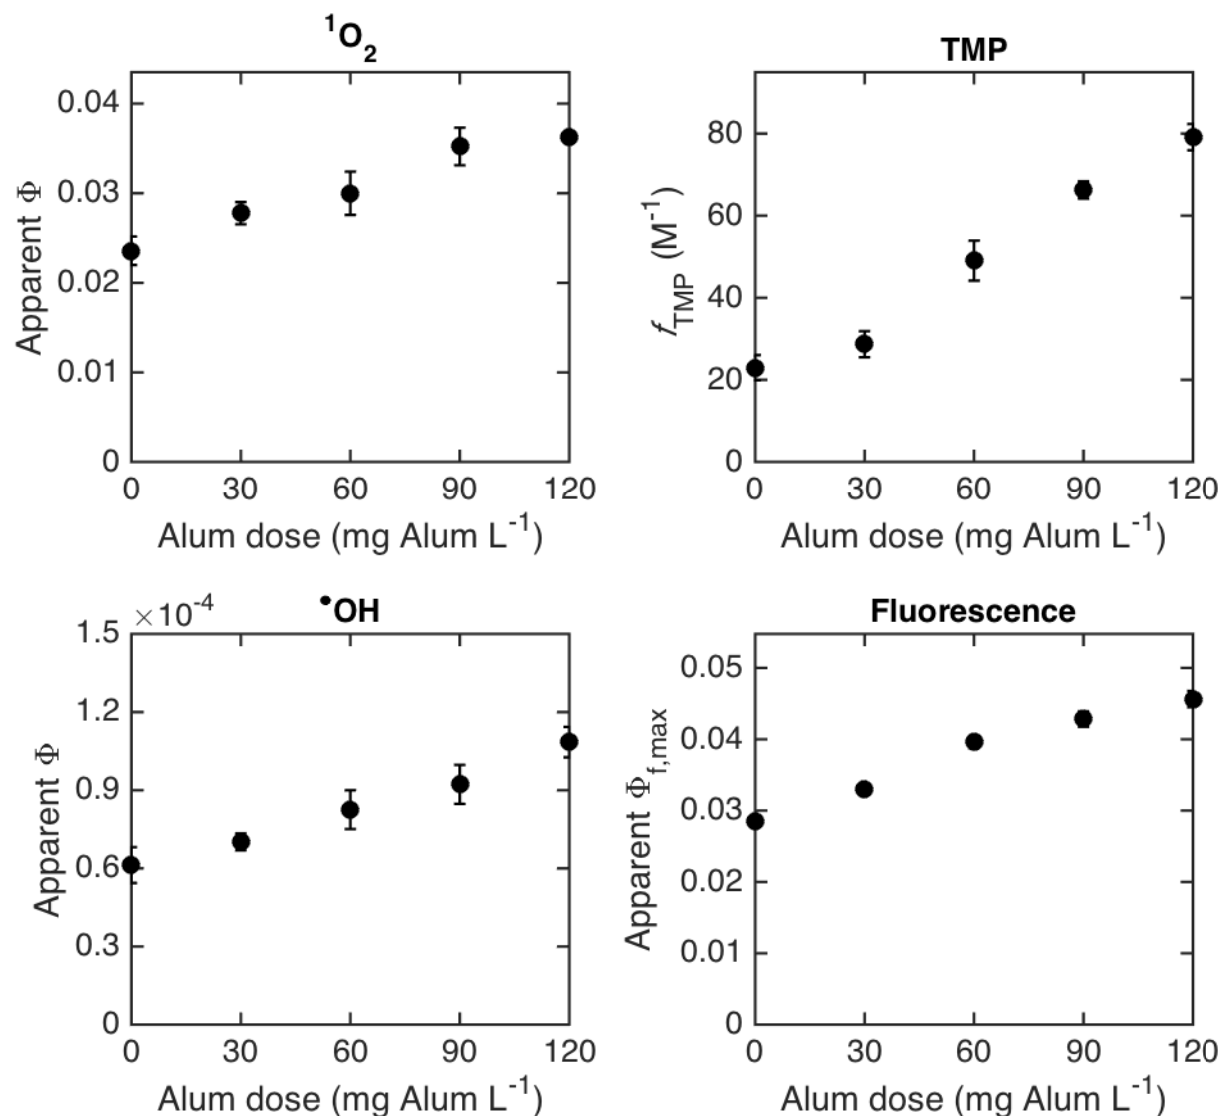 ¹O₂
Apparent Φ
0.04
0.03
0.02
0.01
0
0 30 60 90 120
Alum dose (mg Alum L⁻¹)
TMP
f_TMP (M⁻¹)
80
60
40
20
0
0 30 60 90 120
Alum dose (mg Alum L⁻¹)
•OH
×10⁻⁴
Apparent Φ
1.5
1.2
0.9
0.6
0.3
0
0 30 60 90 120
Alum dose (mg Alum L⁻¹)
Fluorescence
Apparent Φ_f,max
0.05
0.04
0.03
0.02
0.01
0
0 30 60 90 120
Alum dose (mg Alum L⁻¹)